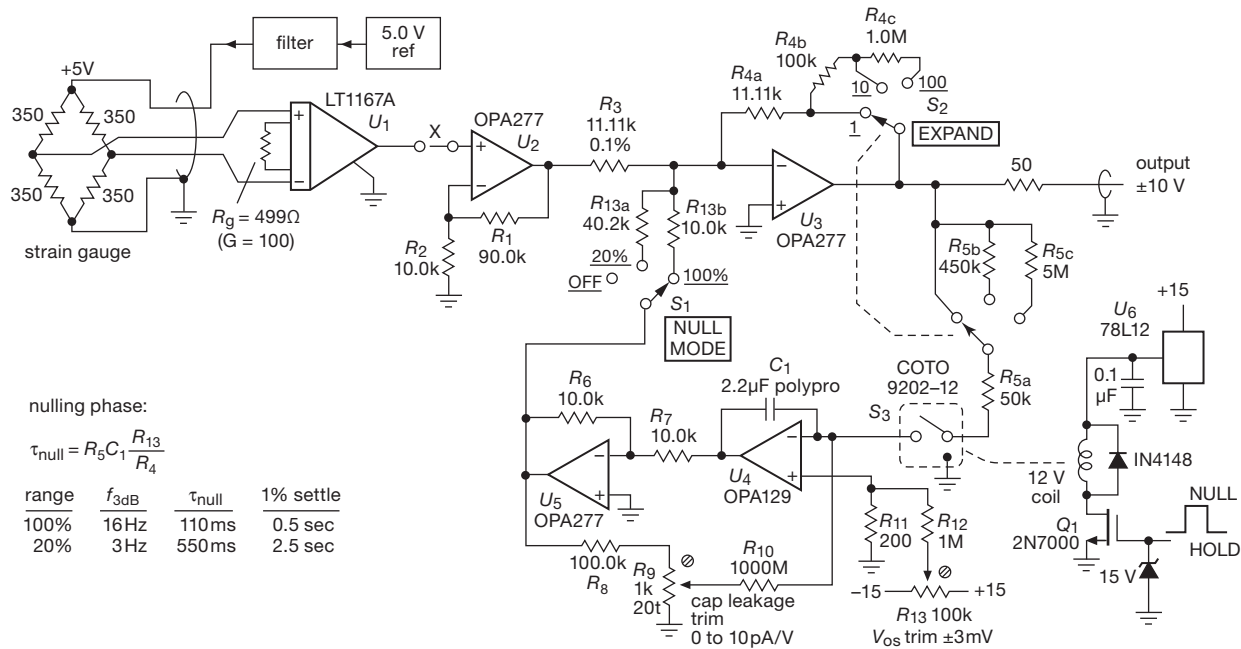 +5V
350
350
350
350
strain gauge
filter
5.0 V
ref
LT1167A
U1
+
−
Rg = 499Ω
(G = 100)
X
OPA277
U2
+
−
R2
10.0k
R1
90.0k
R3
11.11k
0.1%
R13a
40.2k
R13b
10.0k
20%
OFF
100%
S1
NULL
MODE
R4a
11.11k
R4b
100k
R4c
1.0M
10
100
1
S2
EXPAND
−
+
U3
OPA277
50
output
±10 V
R5b
450k
R5c
5M
R5a
50k
COTO
9202–12
S3
C1
2.2µF polypro
−
+
U4
OPA129
R6
10.0k
R7
10.0k
−
+
U5
OPA277
100.0k
R8
R9
1k
20t
R10
1000M
cap leakage
trim
0 to 10pA/V
R11
200
R12
1M
–15
+15
R13 100k
Vos trim ±3mV
+15
U6
78L12
0.1
µF
12 V
coil
IN4148
Q1
2N7000
NULL
HOLD
15 V
nulling phase:
τnull = R5C1 R13/R4
range f3dB τnull 1% settle
100% 16Hz 110ms 0.5 sec
20% 3Hz 550ms 2.5 sec